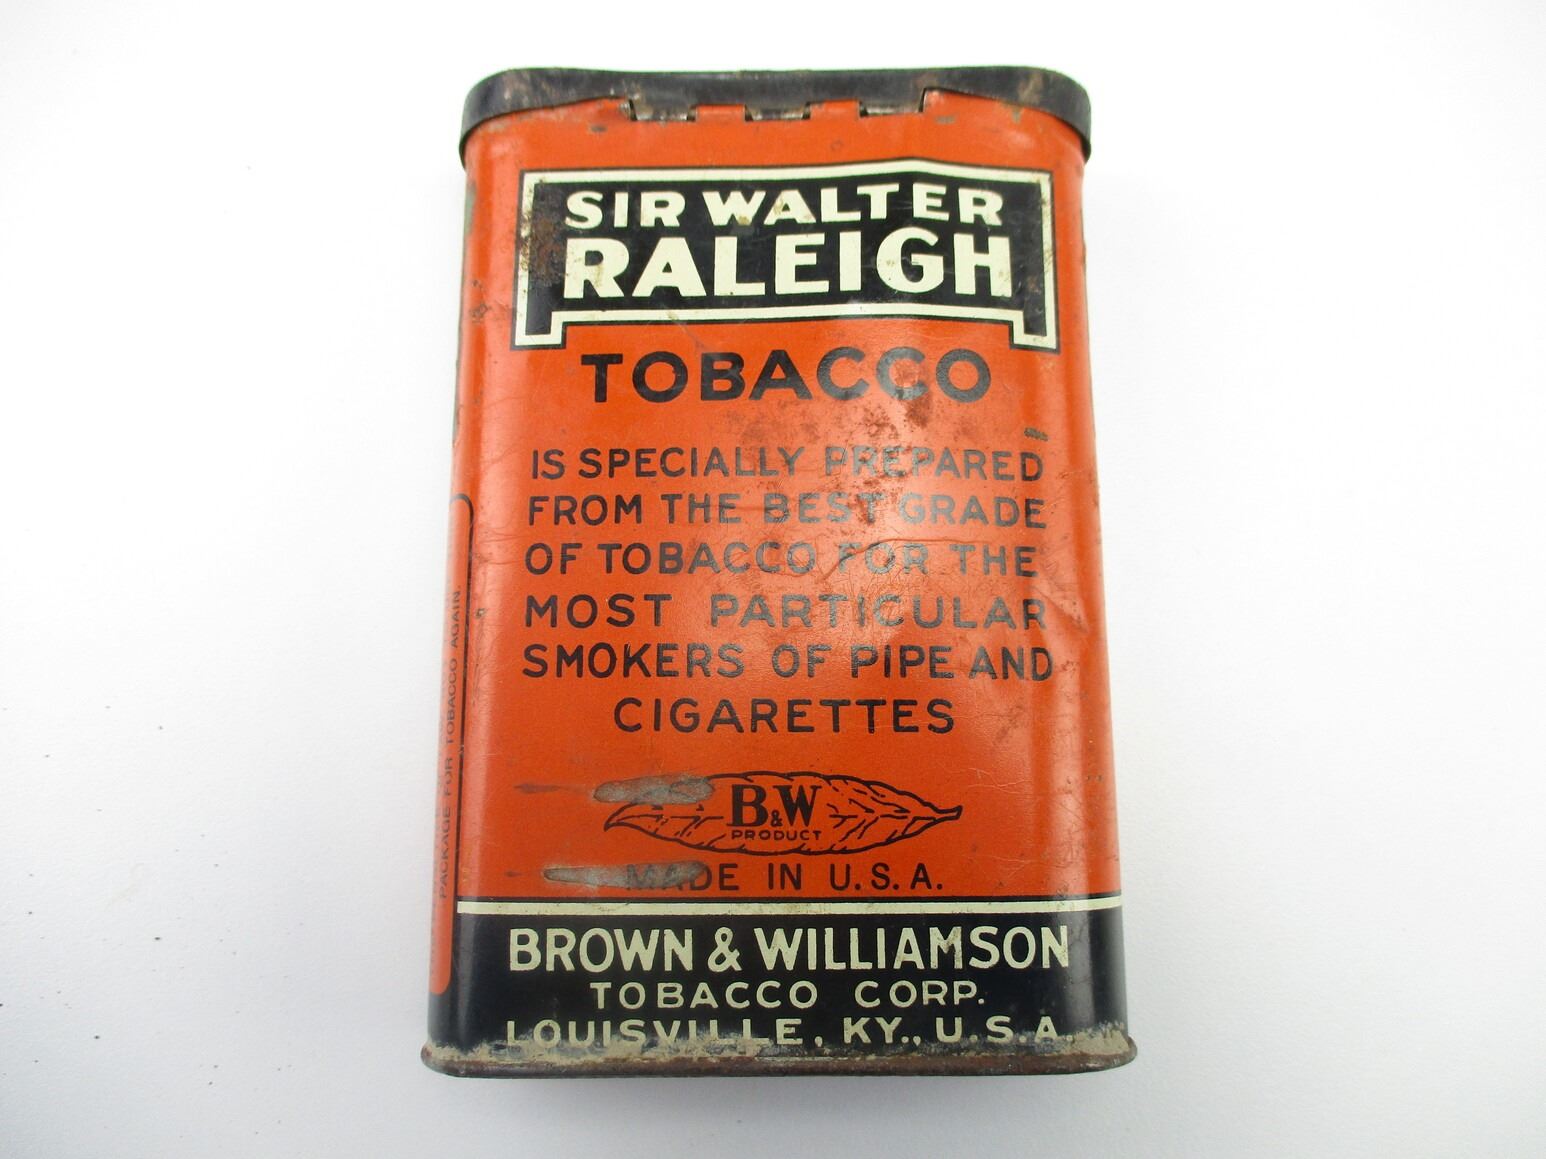 SIR WALTER
RALEIGH
TOBACCO
IS SPECIALLY PREPARED
FROM THE BEST GRADE
OF TOBACCO FOR THE
MOST PARTICULAR
SMOKERS OF PIPE AND
CIGARETTES
B&W
PRODUCT
MADE IN U.S.A.
BROWN & WILLIAMSON
TOBACCO CORP.
LOUISVILLE, KY., U.S.A.
PACKAGE FOR TOBACCO AGAIN.